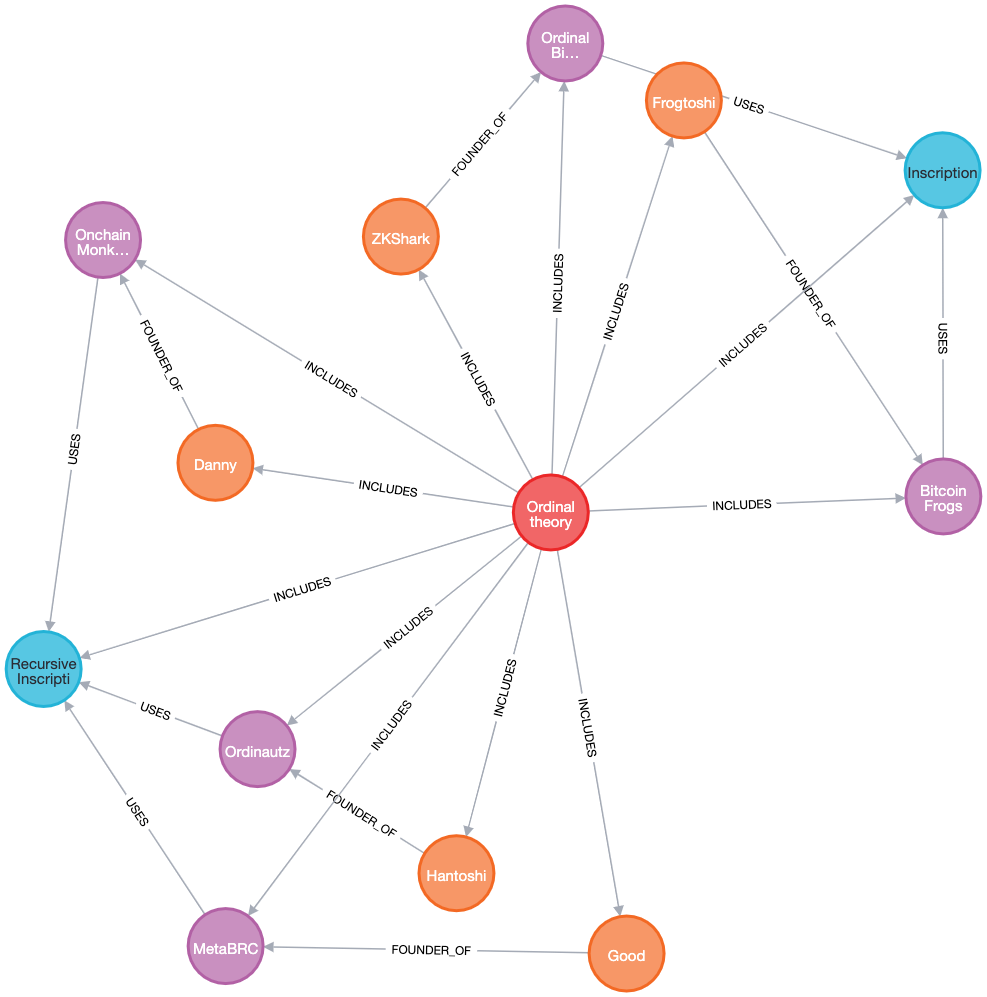 Ordinal
Bi...
Frogtoshi
USES
Inscription
FOUNDER_OF
ZKShark
Onchain
Monk...
INCLUDES
INCLUDES
FOUNDER_OF
USES
FOUNDER_OF
INCLUDES
INCLUDES
INCLUDES
USES
Danny
INCLUDES
Ordinal
theory
INCLUDES
Bitcoin
Frogs
INCLUDES
INCLUDES
Recursive
Inscripti
USES
Ordinautz
INCLUDES
INCLUDES
INCLUDES
USES
FOUNDER_OF
Hantoshi
MetaBRC
FOUNDER_OF
Good